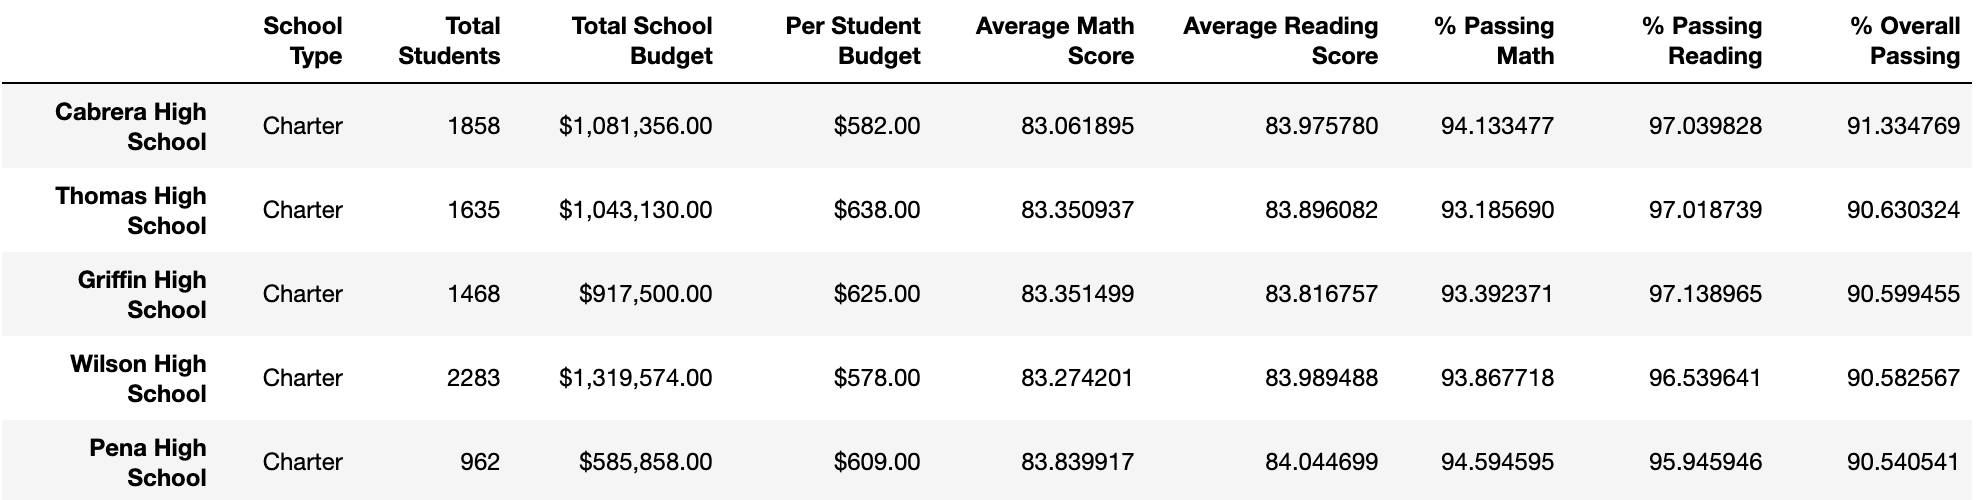 School Total Total School Per Student Average Math Average Reading % Passing % Passing % Overall
Type Students Budget Budget Score Score Math Reading Passing
Cabrera High
School Charter 1858 $1,081,356.00 $582.00 83.061895 83.975780 94.133477 97.039828 91.334769
Thomas High
School Charter 1635 $1,043,130.00 $638.00 83.350937 83.896082 93.185690 97.018739 90.630324
Griffin High
School Charter 1468 $917,500.00 $625.00 83.351499 83.816757 93.392371 97.138965 90.599455
Wilson High
School Charter 2283 $1,319,574.00 $578.00 83.274201 83.989488 93.867718 96.539641 90.582567
Pena High
School Charter 962 $585,858.00 $609.00 83.839917 84.044699 94.594595 95.945946 90.540541